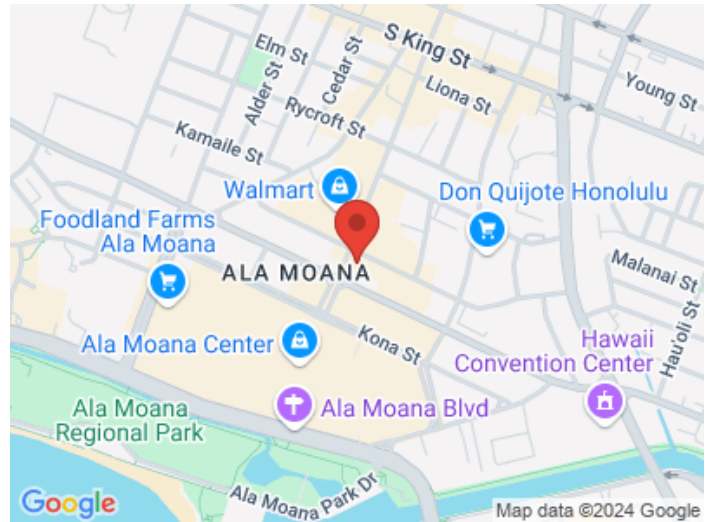 S King St
Elm St
Cedar St
Alder St
Liona St
Young St
Rycroft St
Kamaile St
Walmart
Don Quijote Honolulu
Foodland Farms
Ala Moana
ALA MOANA
Malanai St
Hau'oli St
Ala Moana Center
Kona St
Hawaii
Convention Center
Ala Moana Blvd
Ala Moana
Regional Park
Ala Moana Park Dr
Google
Map data ©2024 Google